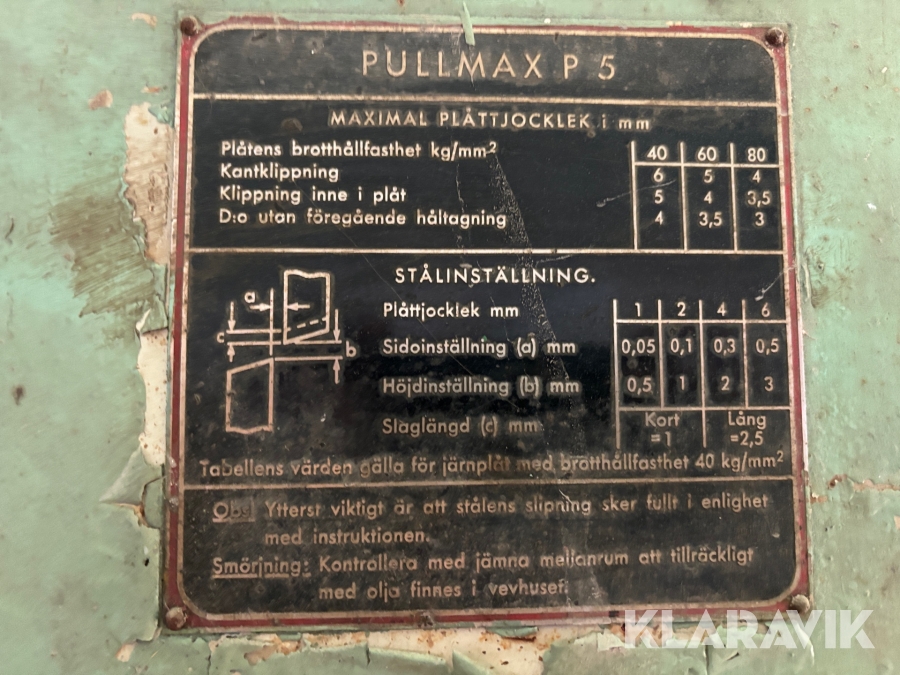 PULLMAX P 5
MAXIMAL PLÅTTJOCKLEK i mm
Plåtens brotthållfasthet kg/mm² 40 60 80
Kantklippning 6 5 4
Klippning inne i plåt 5 4 3,5
D:o utan föregående håltagning 4 3,5 3
STÅLINSTÄLLNING.
Plåttjocklek mm 1 2 4 6
Sidoinställning (a) mm 0,05 0,1 0,3 0,5
Höjdinställning (b) mm 0,5 1 2 3
Slaglängd (c) mm Kort =1 Lång =2,5
a
c
b
Tabellens värden gälla för järnplåt med brotthållfasthet 40 kg/mm²
Obs! Ytterst viktigt är att stålens slipning sker fullt i enlighet
med instruktionen.
Smörjning: Kontrollera med jämna mellanrum att tillräckligt
med olja finnes i vevhuset.
KLARAVIK